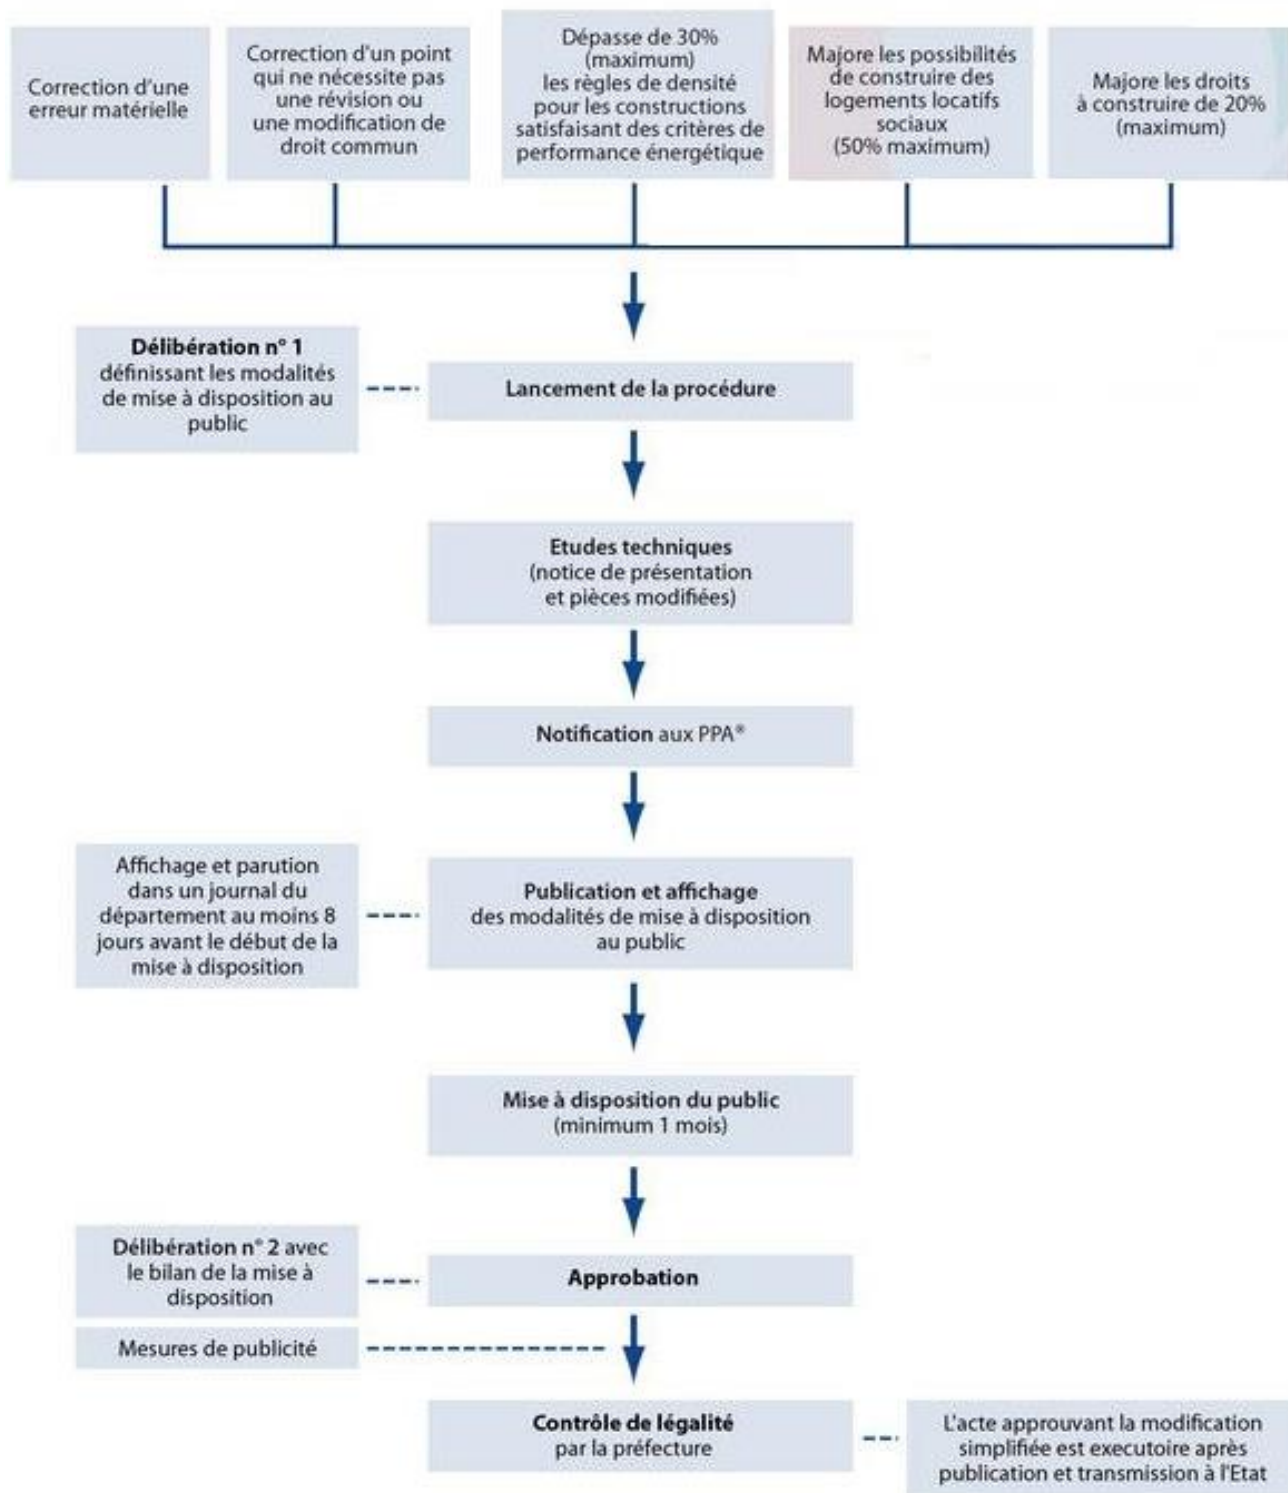 Correction d'une
erreur matérielle
Correction d'un point
qui ne nécessite pas
une révision ou
une modification de
droit commun
Dépasse de 30%
(maximum)
les règles de densité
pour les constructions
satisfaisant des critères de
performance énergétique
Majore les possibilités
de construire des
logements locatifs
sociaux
(50% maximum)
Majore les droits
à construire de 20%
(maximum)
Délibération n° 1
définissant les modalités
de mise à disposition au
public
Lancement de la procédure
Etudes techniques
(notice de présentation
et pièces modifiées)
Notification aux PPA®
Affichage et parution
dans un journal du
département au moins 8
jours avant le début de la
mise à disposition
Publication et affichage
des modalités de mise à disposition
au public
Mise à disposition du public
(minimum 1 mois)
Délibération n° 2 avec
le bilan de la mise à
disposition
Approbation
Mesures de publicité
Contrôle de légalité
par la préfecture
L'acte approuvant la modification
simplifiée est executoire après
publication et transmission à l'Etat